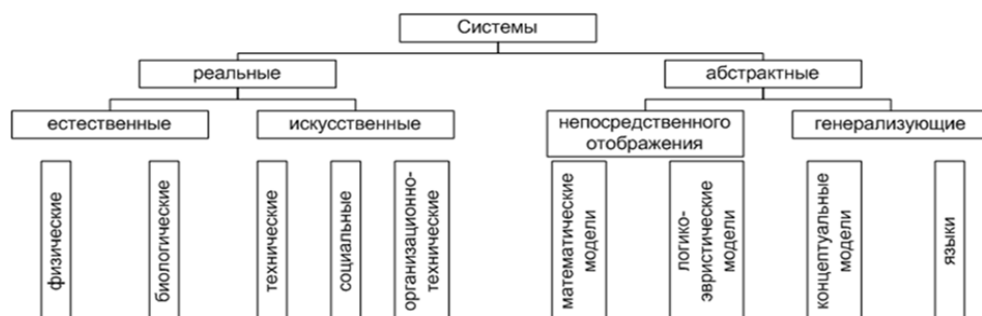 Системы
реальные
абстрактные
естественные
искусственные
непосредственного
отображения
генерализующие
физические
биологические
технические
социальные
организационно-
технические
математические
модели
логико-
эвристические
модели
концептуальные
модели
языки